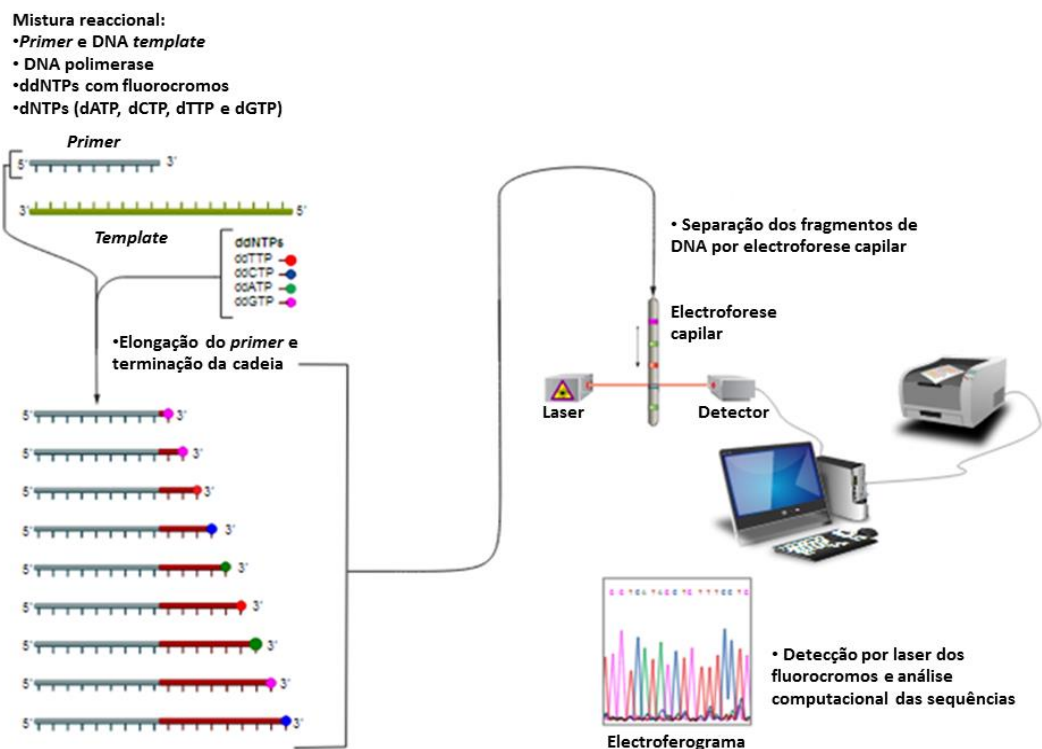 Mistura reaccional:
•Primer e DNA template
• DNA polimerase
•ddNTPs com fluorocromos
•dNTPs (dATP, dCTP, dTTP e dGTP)
Primer
5' 3'
3' 5'
Template
ddNTPs
ddTTP
ddCTP
ddATP
ddGTP
•Elongação do primer e
terminação da cadeia
5' 3'
5' 3'
5' 3'
5' 3'
5' 3'
5' 3'
5' 3'
5' 3'
5' 3'
• Separação dos fragmentos de
DNA por electroforese capilar
Electroforese
capilar
Laser
Detector
• Detecção por laser dos
fluorocromos e análise
computacional das sequências
Electroferograma